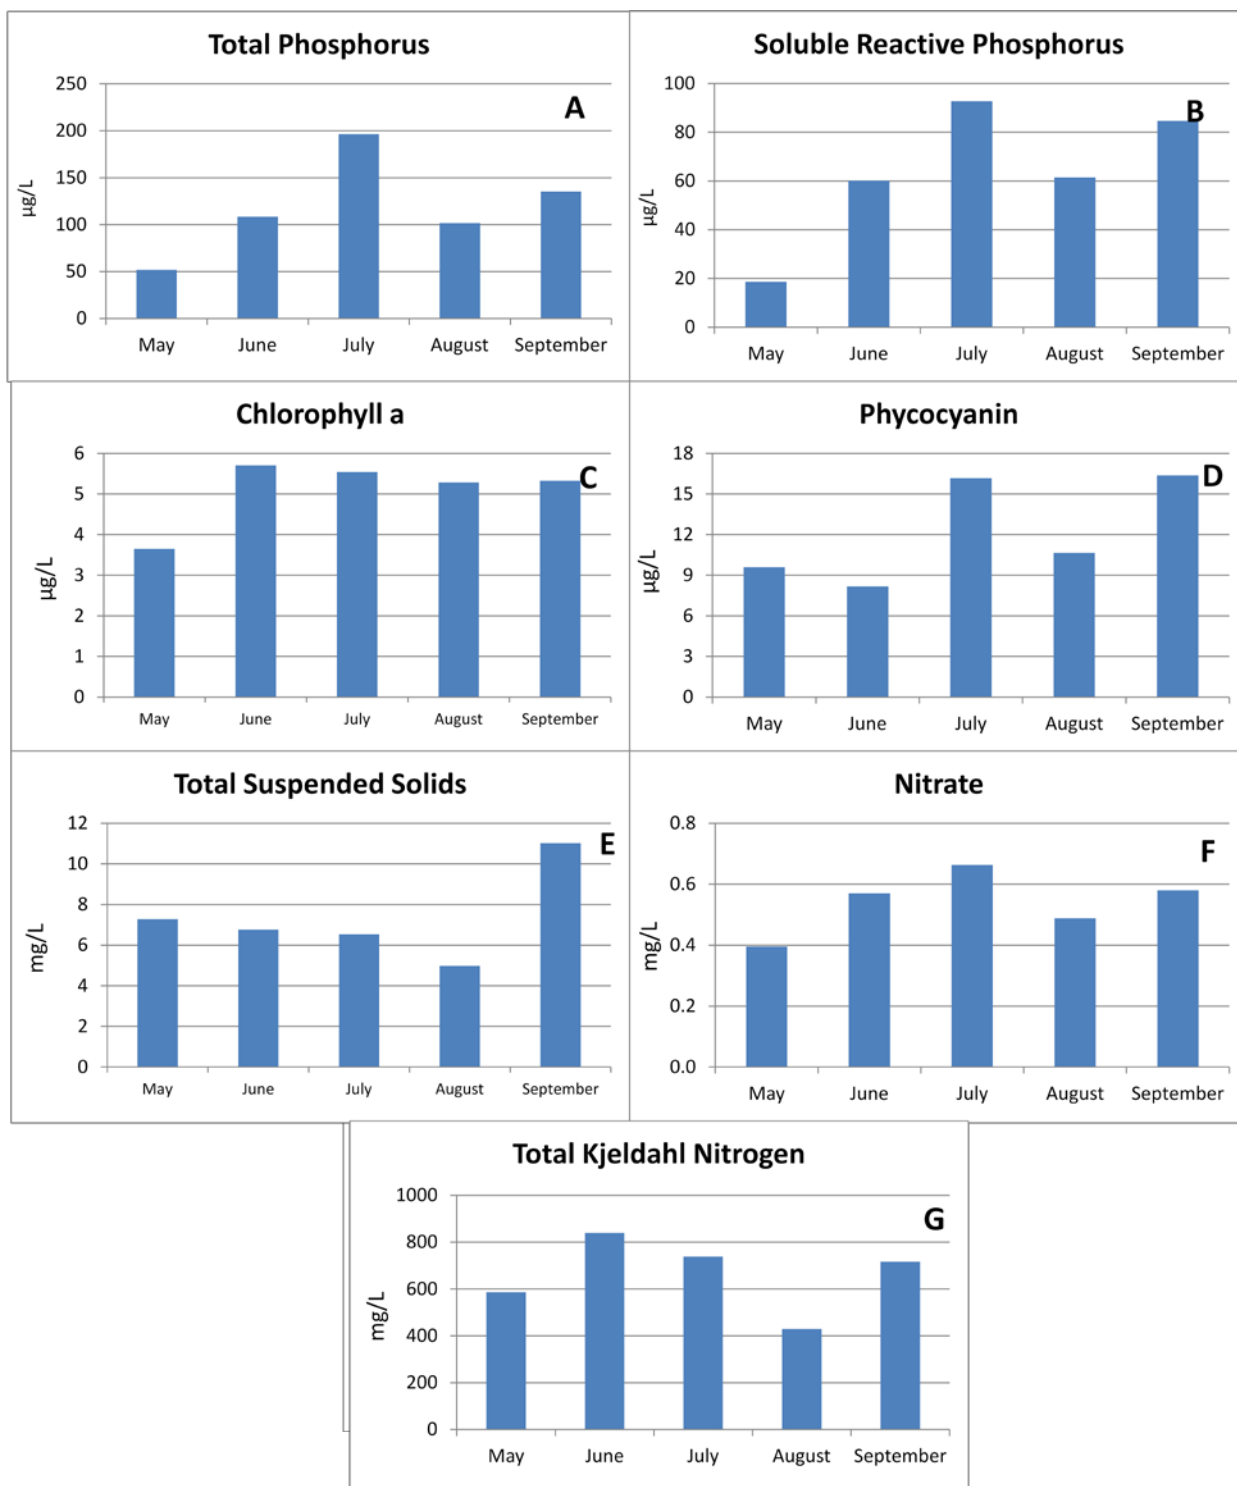 Total Phosphorus
A
250
200
150
100
50
0
µg/L
May June July August September
Soluble Reactive Phosphorus
B
100
80
60
40
20
0
µg/L
May June July August September
Chlorophyll a
C
6
5
4
3
2
1
0
µg/L
May June July August September
Phycocyanin
D
18
15
12
9
6
3
0
µg/L
May June July August September
Total Suspended Solids
E
12
10
8
6
4
2
0
mg/L
May June July August September
Nitrate
F
0.8
0.6
0.4
0.2
0.0
mg/L
May June July August September
Total Kjeldahl Nitrogen
G
1000
800
600
400
200
0
mg/L
May June July August September